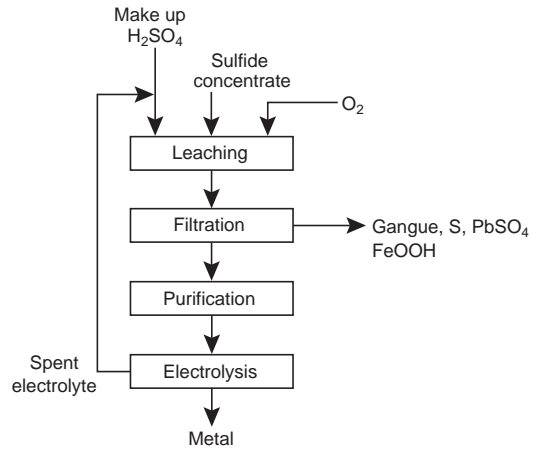 Make up
H₂SO₄
Sulfide
concentrate
O₂
Leaching
Filtration
Gangue, S, PbSO₄
FeOOH
Purification
Spent
electrolyte
Electrolysis
Metal